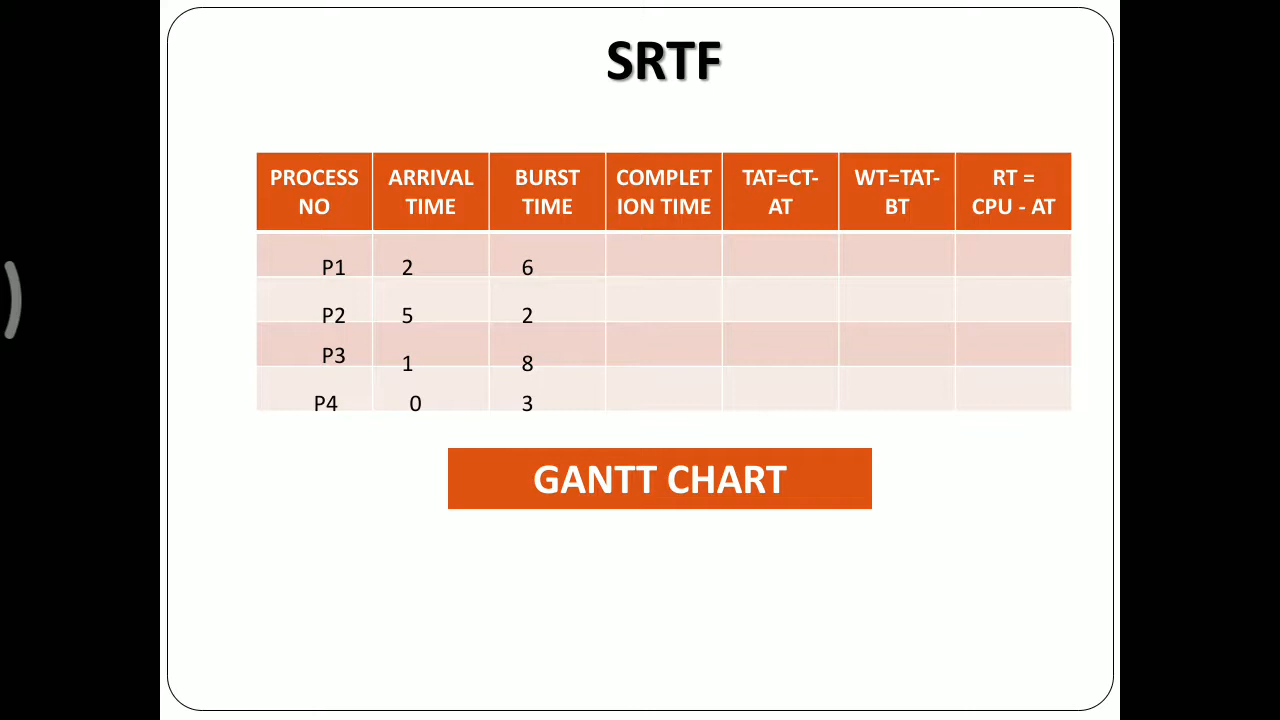 SRTF
PROCESS NO ARRIVAL TIME BURST TIME COMPLET ION TIME TAT=CT- AT WT=TAT- BT RT = CPU - AT
P1 2 6
P2 5 2
P3 1 8
P4 0 3
GANTT CHART